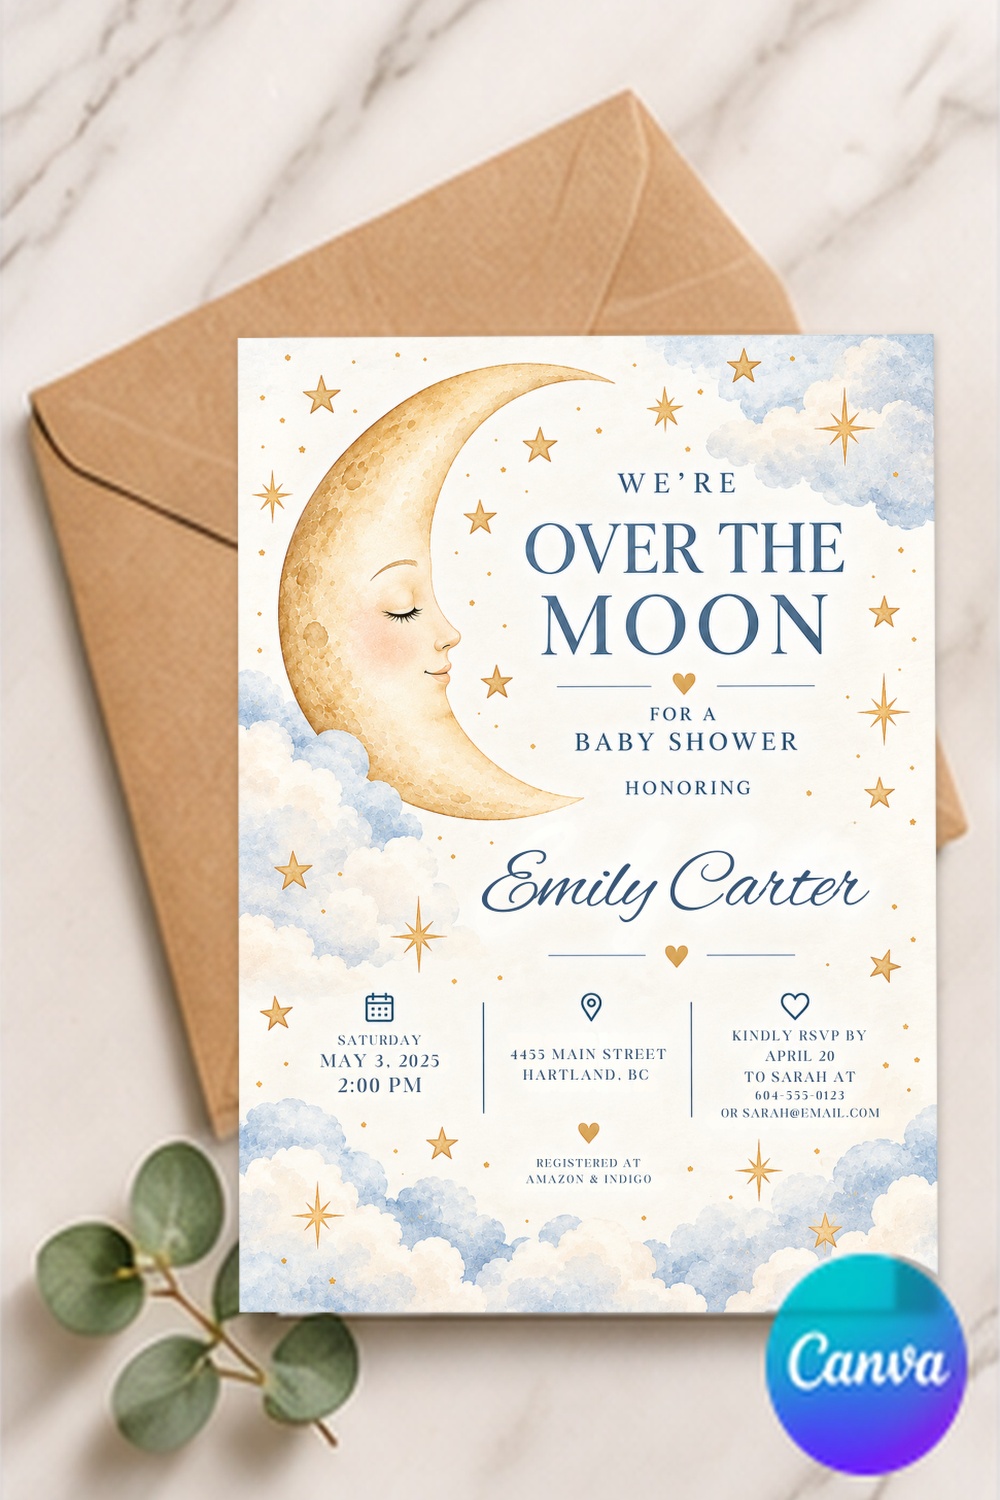 WE'RE
OVER THE
MOON
FOR A
BABY SHOWER
HONORING
Emily Carter
SATURDAY
MAY 3, 2025
2:00 PM
4455 MAIN STREET
HARTLAND, BC
KINDLY RSVP BY
APRIL 20
TO SARAH AT
604-555-0123
OR SARAH@EMAIL.COM
REGISTERED AT
AMAZON & INDIGO
Canva